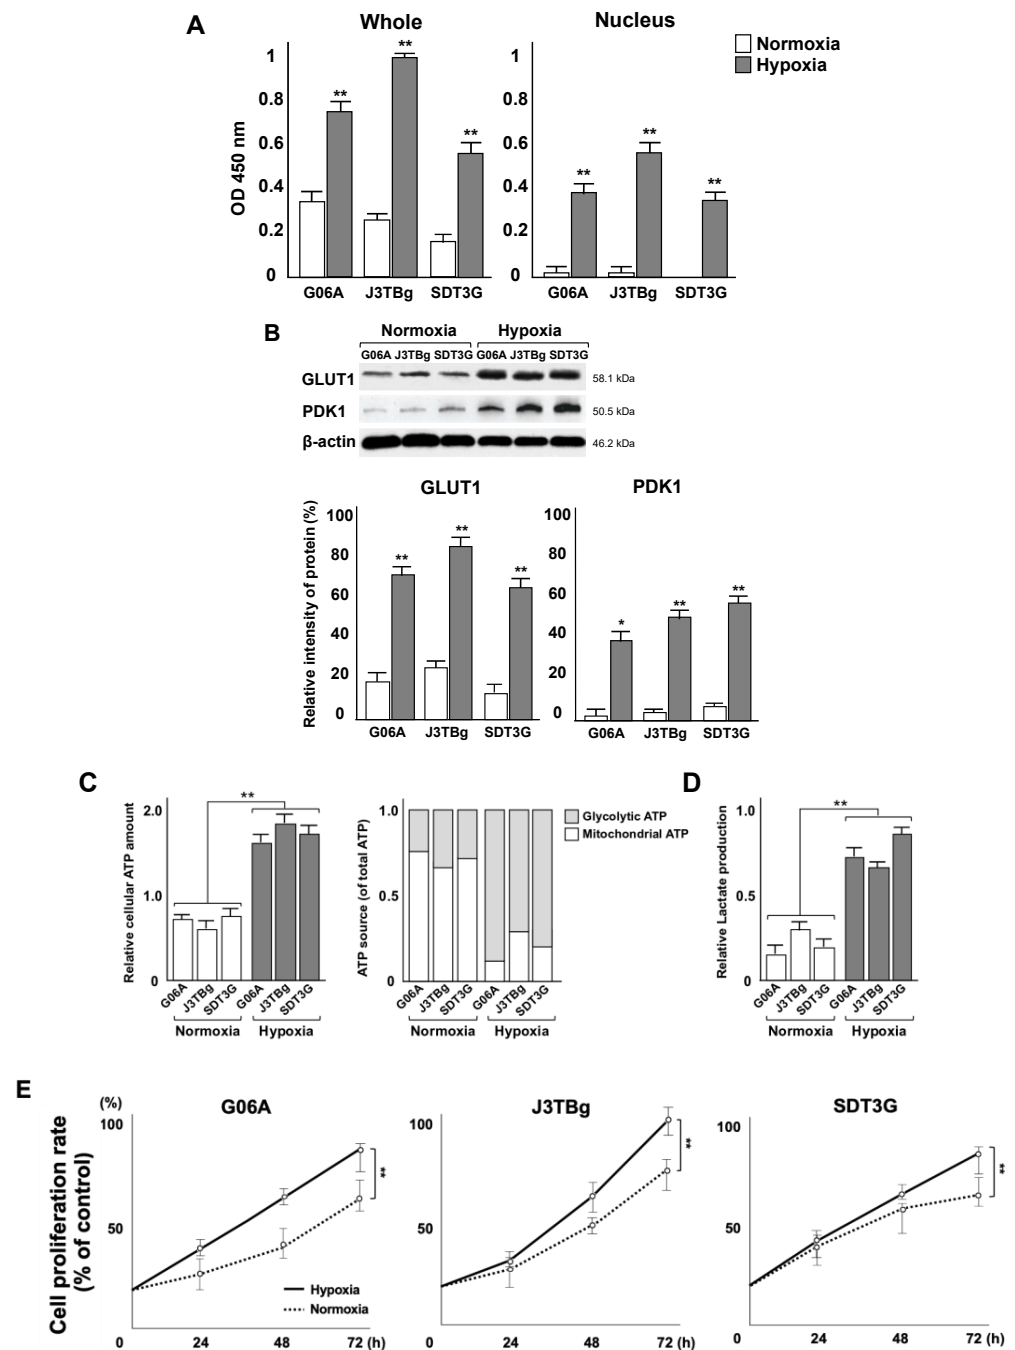 A
Whole
Nucleus
Normoxia
Hypoxia
OD 450 nm
1
0.8
0.6
0.4
0.2
0
**
**
**
G06A
J3TBg
SDT3G
1
0.8
0.6
0.4
0.2
0
**
**
**
G06A
J3TBg
SDT3G
B
Normoxia
Hypoxia
G06A J3TBg SDT3G G06A J3TBg SDT3G
GLUT1
58.1 kDa
PDK1
50.5 kDa
β-actin
46.2 kDa
GLUT1
PDK1
Relative intensity of protein (%)
100
80
60
40
20
0
**
**
**
G06A
J3TBg
SDT3G
100
80
60
40
20
0
*
**
**
G06A
J3TBg
SDT3G
C
Relative cellular ATP amount
2.0
1.0
0
**
G06A
J3TBg
SDT3G
G06A
J3TBg
SDT3G
Normoxia
Hypoxia
ATP source (of total ATP)
1.0
0.5
0
Glycolytic ATP
Mitochondrial ATP
G06A
J3TBg
SDT3G
G06A
J3TBg
SDT3G
Normoxia
Hypoxia
D
Relative Lactate production
1.0
0.5
0
**
G06A
J3TBg
SDT3G
G06A
J3TBg
SDT3G
Normoxia
Hypoxia
E
Cell proliferation rate
(% of control)
(%)
G06A
100
50
0
24
48
72 (h)
**
Hypoxia
Normoxia
J3TBg
100
50
0
24
48
72 (h)
**
SDT3G
100
50
0
24
48
72 (h)
**